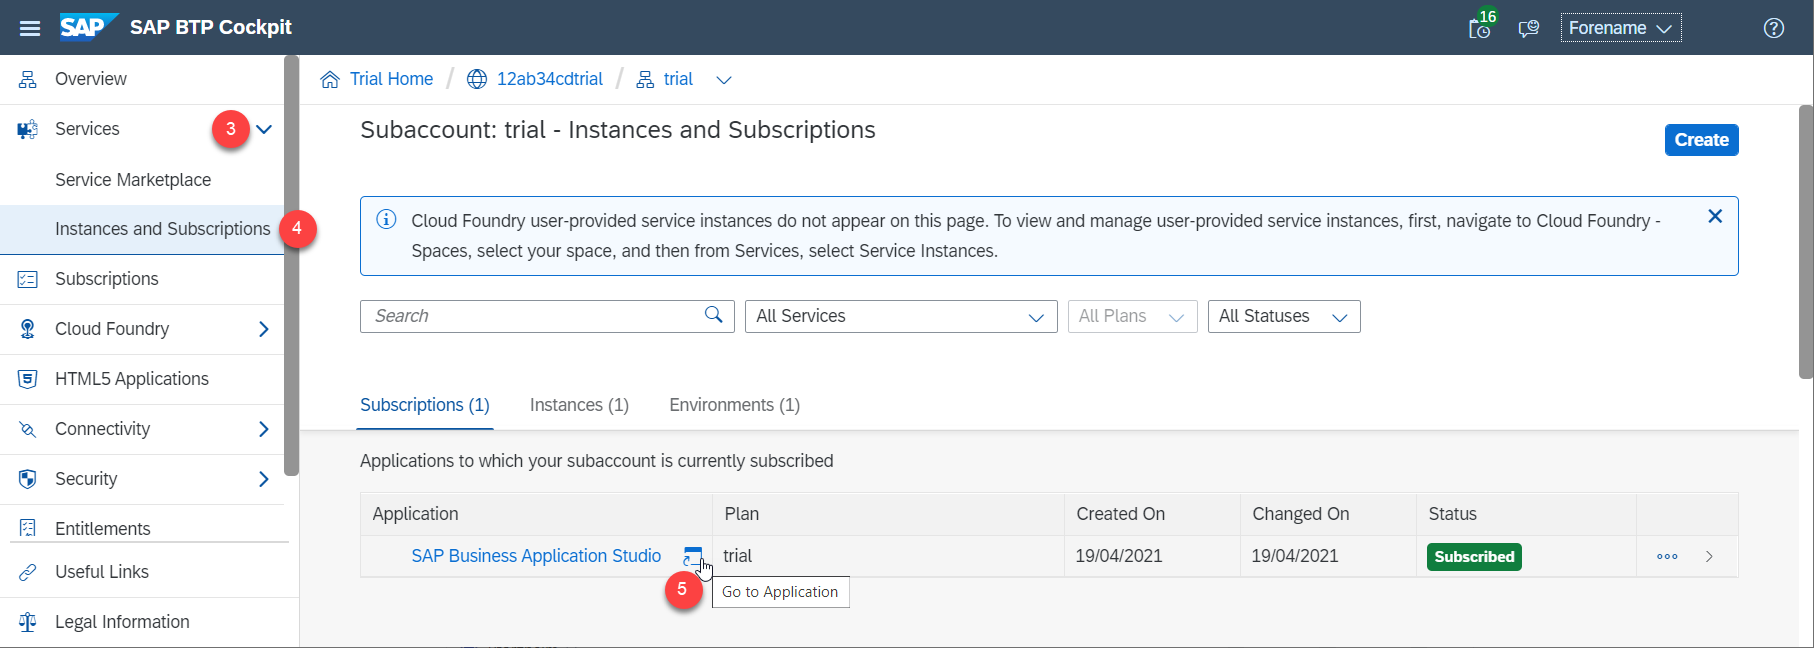 SAP SAP BTP Cockpit
16
Forename
Overview
Services
3
Service Marketplace
Instances and Subscriptions
4
Subscriptions
Cloud Foundry
HTML5 Applications
Connectivity
Security
Entitlements
Useful Links
Legal Information
Trial Home / 12ab34cdtrial / trial
Subaccount: trial - Instances and Subscriptions
Create
Cloud Foundry user-provided service instances do not appear on this page. To view and manage user-provided service instances, first, navigate to Cloud Foundry -
Spaces, select your space, and then from Services, select Service Instances.
Search
All Services
All Plans
All Statuses
Subscriptions (1)
Instances (1)
Environments (1)
Applications to which your subaccount is currently subscribed
Application
Plan
Created On
Changed On
Status
SAP Business Application Studio
trial
19/04/2021
19/04/2021
Subscribed
5
Go to Application